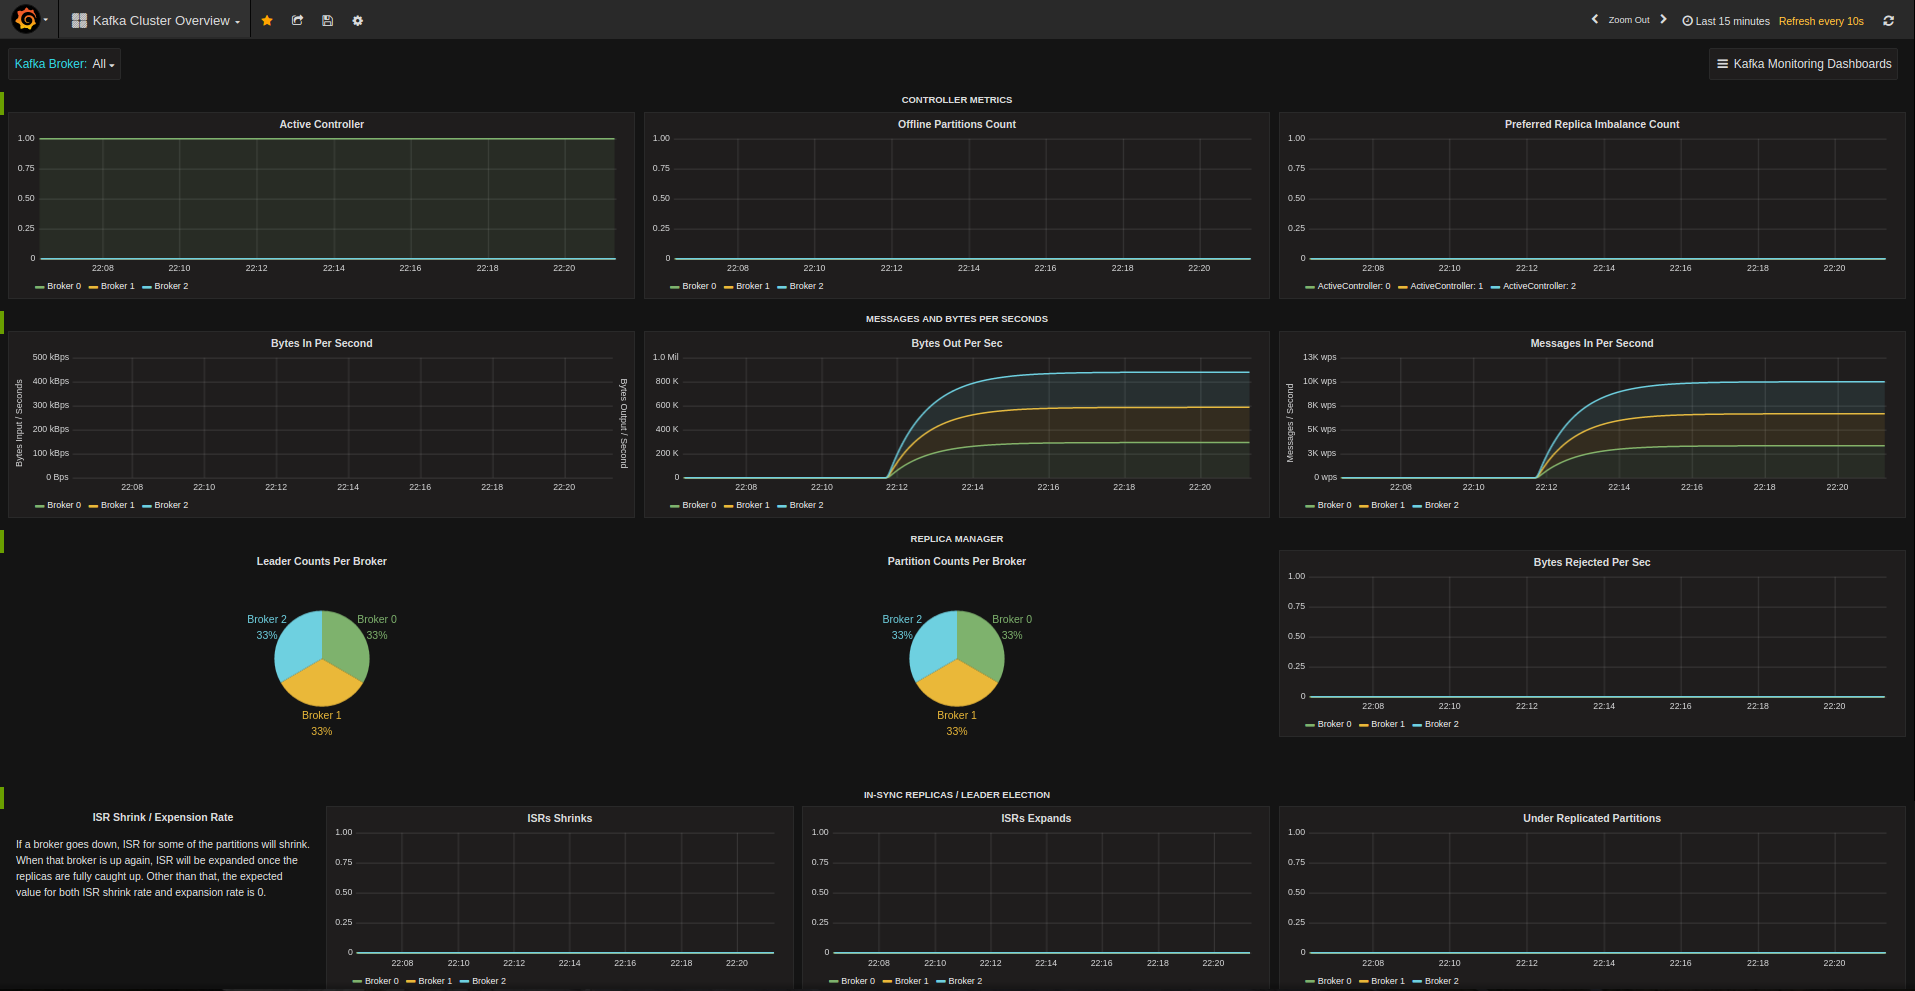 Kafka Cluster Overview
Zoom Out
Last 15 minutes Refresh every 10s
Kafka Broker: All
Kafka Monitoring Dashboards
CONTROLLER METRICS
Active Controller
1.00
0.75
0.50
0.25
0
22:08 22:10 22:12 22:14 22:16 22:18 22:20
Broker 0 Broker 1 Broker 2
Offline Partitions Count
1.00
0.75
0.50
0.25
0
22:08 22:10 22:12 22:14 22:16 22:18 22:20
Broker 0 Broker 1 Broker 2
Preferred Replica Imbalance Count
1.00
0.75
0.50
0.25
0
22:08 22:10 22:12 22:14 22:16 22:18 22:20
ActiveController: 0 ActiveController: 1 ActiveController: 2
MESSAGES AND BYTES PER SECONDS
Bytes In Per Second
Bytes Input / Seconds
500 kBps
400 kBps
300 kBps
200 kBps
100 kBps
0 Bps
Bytes Output / Second
22:08 22:10 22:12 22:14 22:16 22:18 22:20
Broker 0 Broker 1 Broker 2
Bytes Out Per Sec
1.0 Mil
800 K
600 K
400 K
200 K
0
22:08 22:10 22:12 22:14 22:16 22:18 22:20
Broker 0 Broker 1 Broker 2
Messages In Per Second
Messages / Second
13K wps
10K wps
8K wps
5K wps
3K wps
0 wps
22:08 22:10 22:12 22:14 22:16 22:18 22:20
Broker 0 Broker 1 Broker 2
REPLICA MANAGER
Leader Counts Per Broker
Broker 2
33%
Broker 0
33%
Broker 1
33%
Partition Counts Per Broker
Broker 2
33%
Broker 0
33%
Broker 1
33%
Bytes Rejected Per Sec
1.00
0.75
0.50
0.25
0
22:08 22:10 22:12 22:14 22:16 22:18 22:20
Broker 0 Broker 1 Broker 2
IN-SYNC REPLICAS / LEADER ELECTION
ISR Shrink / Expension Rate
If a broker goes down, ISR for some of the partitions will shrink.
When that broker is up again, ISR will be expanded once the
replicas are fully caught up. Other than that, the expected
value for both ISR shrink rate and expansion rate is 0.
ISRs Shrinks
1.00
0.75
0.50
0.25
0
22:08 22:10 22:12 22:14 22:16 22:18 22:20
Broker 0 Broker 1 Broker 2
ISRs Expands
1.00
0.75
0.50
0.25
0
22:08 22:10 22:12 22:14 22:16 22:18 22:20
Broker 0 Broker 1 Broker 2
Under Replicated Partitions
1.00
0.75
0.50
0.25
0
22:08 22:10 22:12 22:14 22:16 22:18 22:20
Broker 0 Broker 1 Broker 2